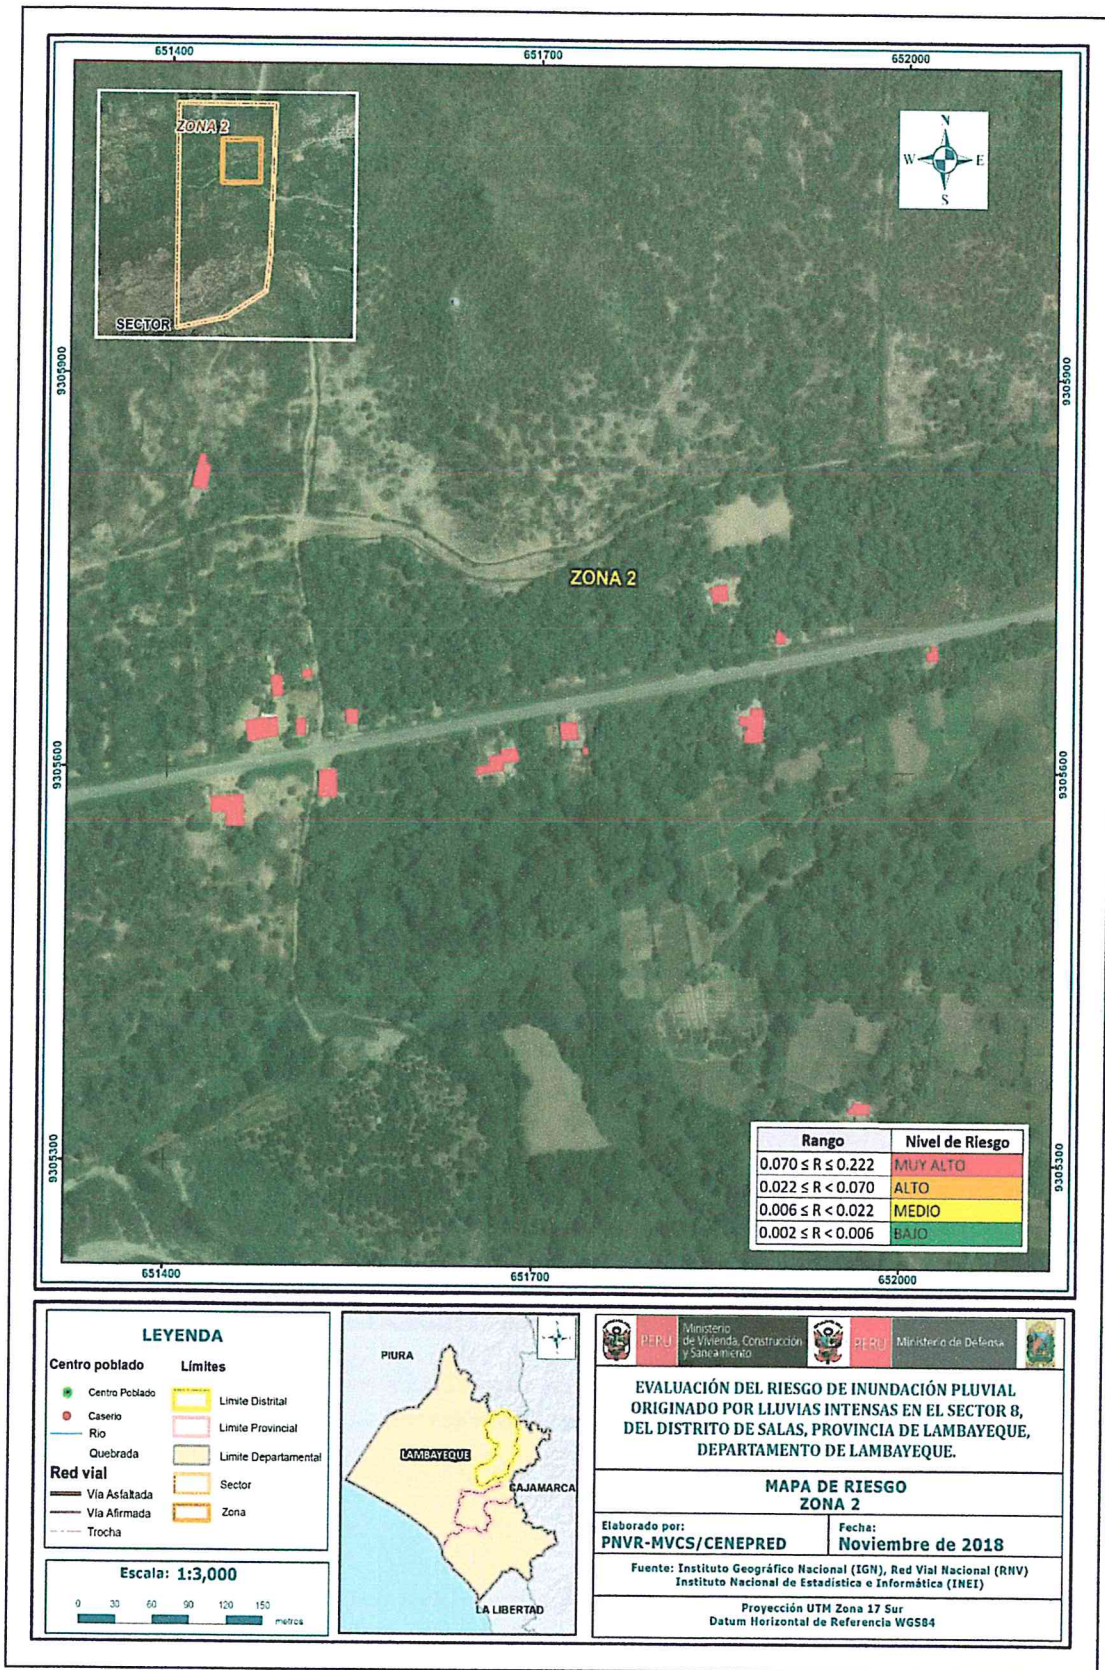 651400
651700
652000
ZONA 2
SECTOR
N
W
E
S
9305900
9305900
ZONA 2
9305600
9305600
9305300
9305300
Rango Nivel de Riesgo
0.070 ≤ R ≤ 0.222 MUY ALTO
0.022 ≤ R < 0.070 ALTO
0.006 ≤ R < 0.022 MEDIO
0.002 ≤ R < 0.006 BAJO
651400
651700
652000
LEYENDA
Centro poblado
Centro Poblado
Caserio
Rio
Quebrada
Red vial
Vía Asfaltada
Vía Afirmada
Trocha
Límites
Limite Distrital
Limite Provincial
Limite Departamental
Sector
Zona
Escala: 1:3,000
0 30 60 90 120 150
metros
PIURA
LAMBAYEQUE
CAJAMARCA
LA LIBERTAD
PERÚ
Ministerio
de Vivienda, Construcción
y Saneamiento
PERÚ
Ministerio de Defensa
EVALUACIÓN DEL RIESGO DE INUNDACIÓN PLUVIAL
ORIGINADO POR LLUVIAS INTENSAS EN EL SECTOR 8,
DEL DISTRITO DE SALAS, PROVINCIA DE LAMBAYEQUE,
DEPARTAMENTO DE LAMBAYEQUE.
MAPA DE RIESGO
ZONA 2
Elaborado por:
PNVR-MVCS/CENEPRED
Fecha:
Noviembre de 2018
Fuente: Instituto Geográfico Nacional (IGN), Red Vial Nacional (RNV)
Instituto Nacional de Estadística e Informática (INEI)
Proyección UTM Zona 17 Sur
Datum Horizontal de Referencia WGS84